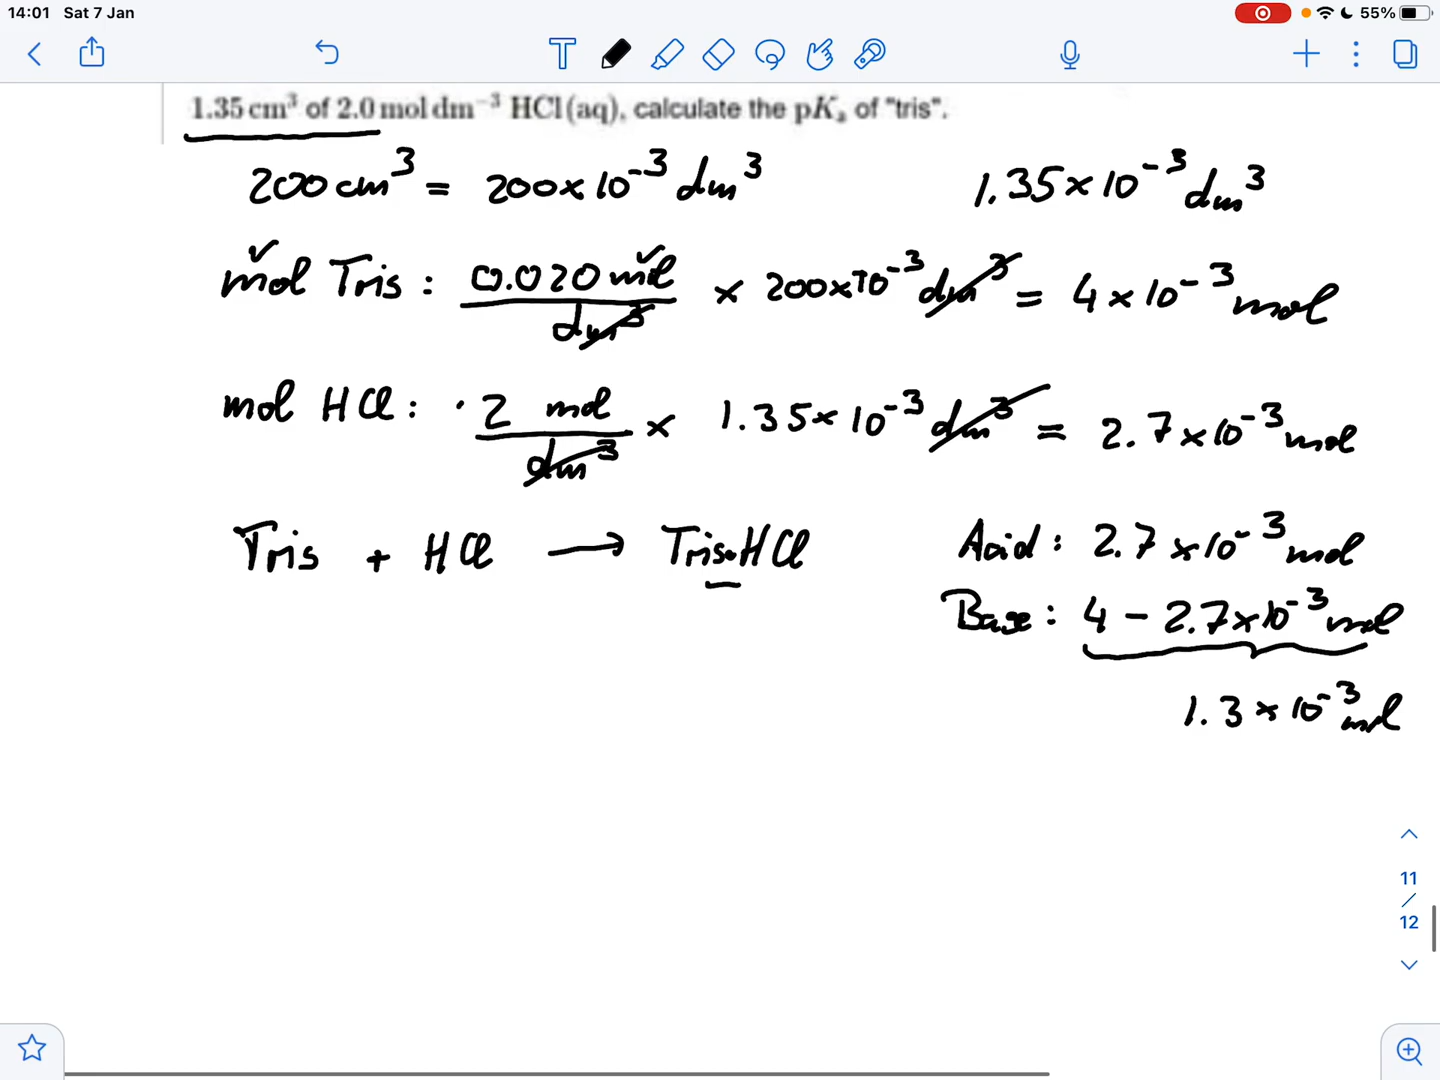 14:01 Sat 7 Jan 55%
1.35 cm³ of 2.0 mol dm⁻³ HCl (aq), calculate the pKₐ of "tris".
200 cm³ = 200 × 10⁻³ dm³ 1.35 × 10⁻³ dm³
mol Tris : 0.020 mol / dm³ × 200 × 10⁻³ dm³ = 4 × 10⁻³ mol
mol HCl : · 2 mol / dm³ × 1.35 × 10⁻³ dm³ = 2.7 × 10⁻³ mol
Tris + HCl → Tris·HCl Acid : 2.7 × 10⁻³ mol
Base : 4 − 2.7 × 10⁻³ mol
1.3 × 10⁻³ mol
11
/
12